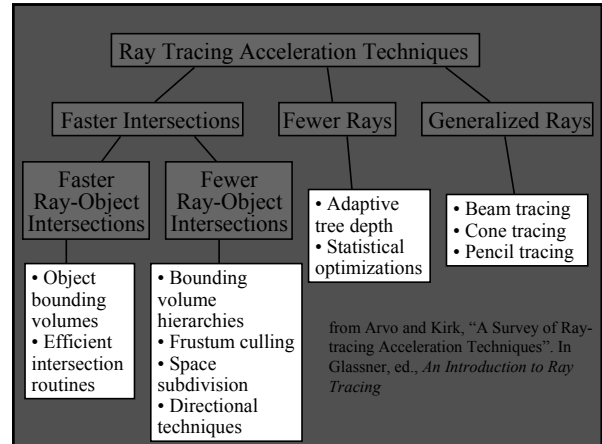 Ray Tracing Acceleration Techniques
Faster Intersections
Fewer Rays
Generalized Rays
Faster
Ray-Object
Intersections
Fewer
Ray-Object
Intersections
• Object
bounding
volumes
• Efficient
intersection
routines
• Bounding
volume
hierarchies
• Frustum culling
• Space
subdivision
• Directional
techniques
• Adaptive
tree depth
• Statistical
optimizations
• Beam tracing
• Cone tracing
• Pencil tracing
from Arvo and Kirk, “A Survey of Ray-
tracing Acceleration Techniques”. In
Glassner, ed., An Introduction to Ray
Tracing